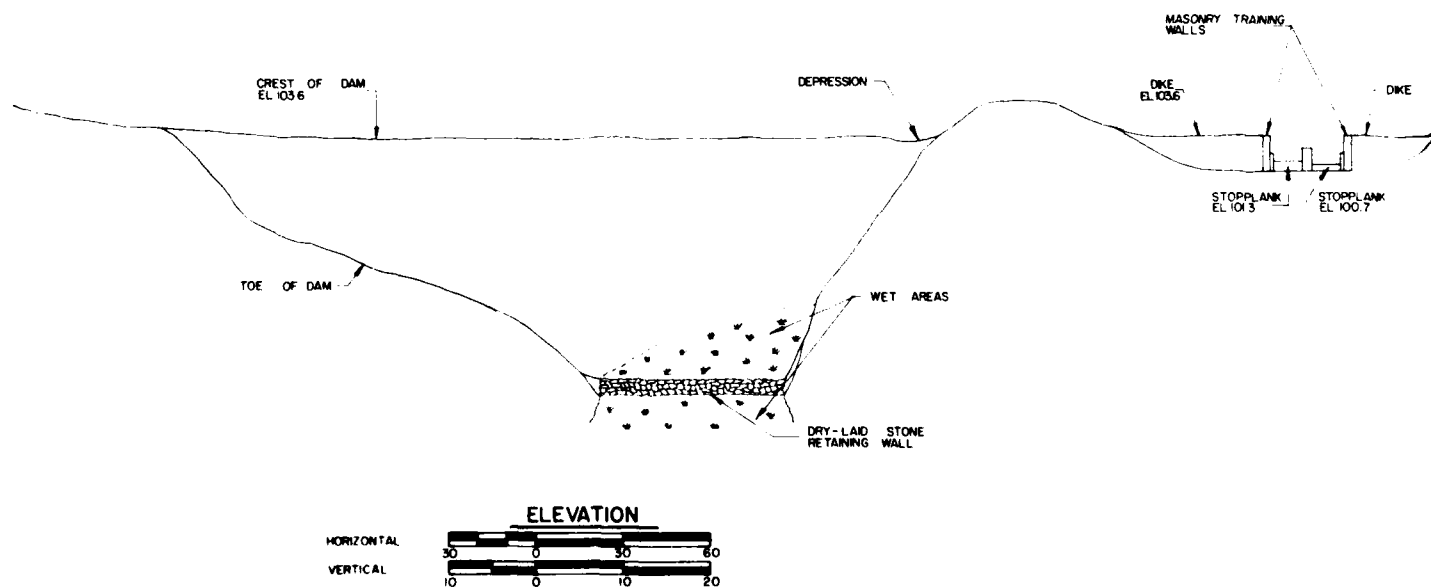 MASONRY TRAINING
WALLS
CREST OF DAM
EL 103.6
DEPRESSION
DIKE
EL 103.6
DIKE
STOPPLANK
EL 101.3
STOPPLANK
EL 100.7
TOE OF DAM
WET AREAS
DRY-LAID STONE
RETAINING WALL
ELEVATION
HORIZONTAL
30 0 30 60
VERTICAL
10 0 10 20